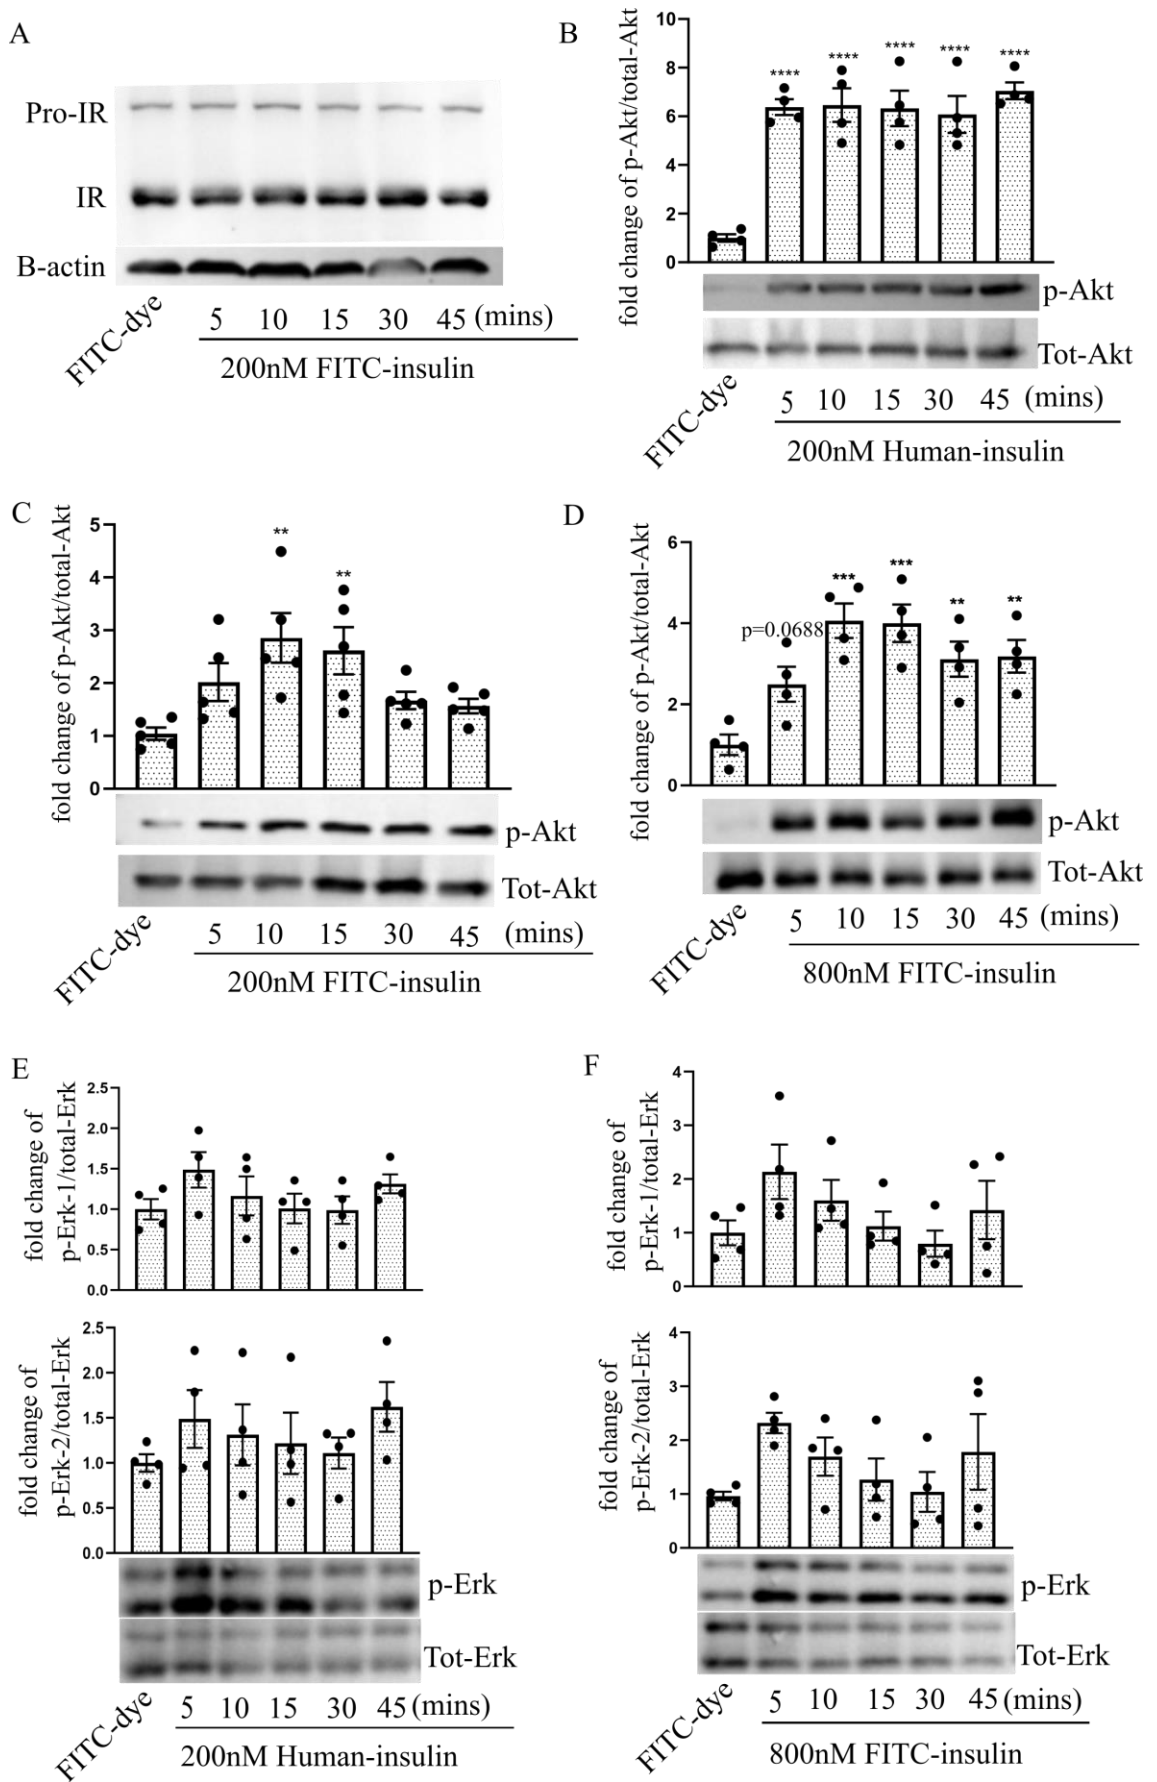 A
Pro-IR
IR
B-actin
FITC-dye
5 10 15 30 45 (mins)
200nM FITC-insulin
B
fold change of p-Akt/total-Akt
10
8
6
4
2
0
**** **** **** **** ****
p-Akt
Tot-Akt
FITC-dye
5 10 15 30 45 (mins)
200nM Human-insulin
C
fold change of p-Akt/total-Akt
5
4
3
2
1
0
** **
p-Akt
Tot-Akt
FITC-dye
5 10 15 30 45 (mins)
200nM FITC-insulin
D
fold change of p-Akt/total-Akt
6
4
2
0
p=0.0688
*** *** ** **
p-Akt
Tot-Akt
FITC-dye
5 10 15 30 45 (mins)
800nM FITC-insulin
E
fold change of
p-Erk-1/total-Erk
2.5
2.0
1.5
1.0
0.5
0.0
fold change of
p-Erk-2/total-Erk
2.5
2.0
1.5
1.0
0.5
0.0
p-Erk
Tot-Erk
FITC-dye
5 10 15 30 45 (mins)
200nM Human-insulin
F
fold change of
p-Erk-1/total-Erk
4
3
2
1
0
fold change of
p-Erk-2/total-Erk
4
3
2
1
0
p-Erk
Tot-Erk
FITC-dye
5 10 15 30 45 (mins)
800nM FITC-insulin